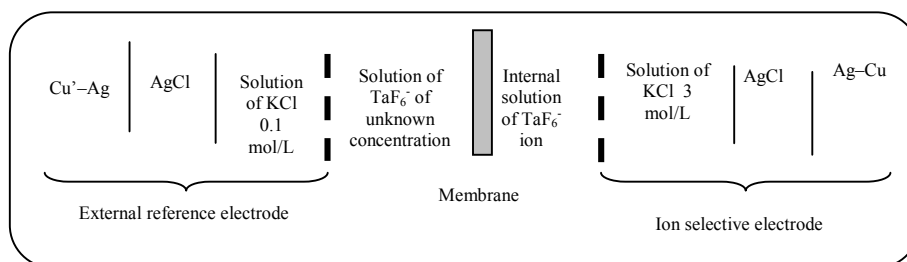 Cu’–Ag
AgCl
Solution
of KCl
0.1
mol/L
Solution of
TaF6- of
unknown
concentration
Internal
solution
of TaF6-
ion
Solution of
KCl 3
mol/L
AgCl
Ag–Cu
External reference electrode
Membrane
Ion selective electrode